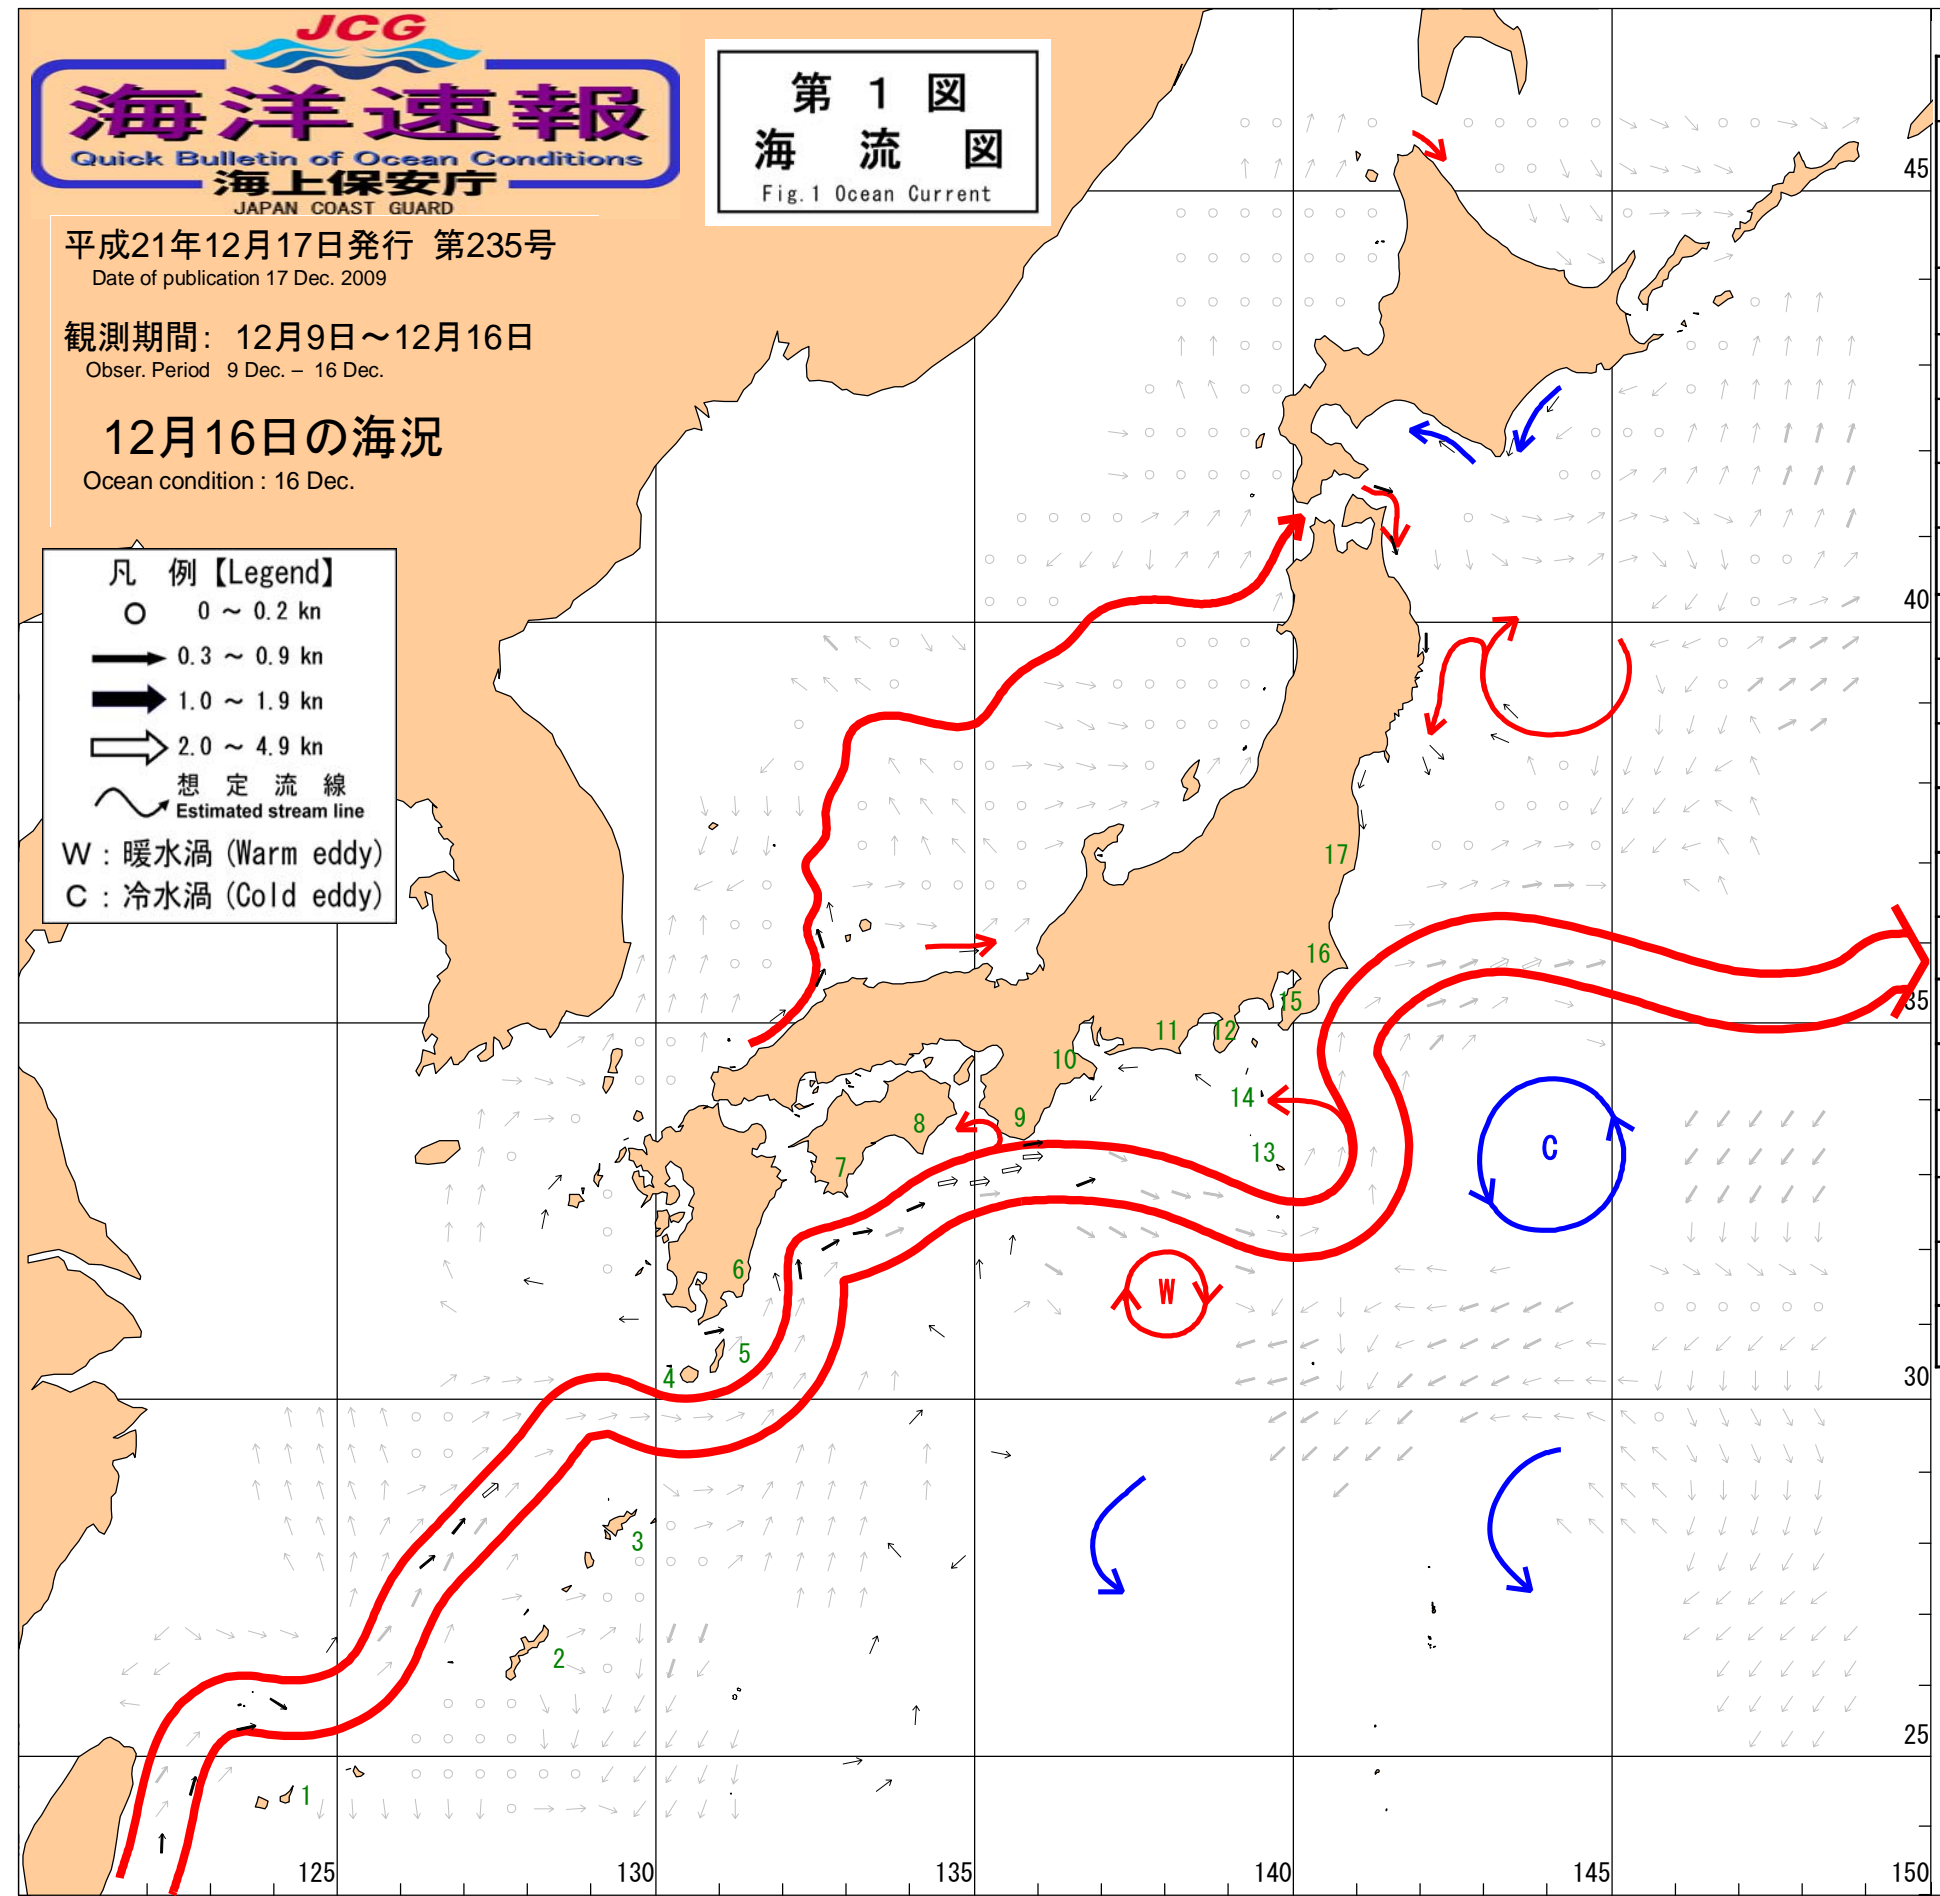 JCG
海洋速報
Quick Bulletin of Ocean Conditions
海上保安庁
JAPAN COAST GUARD
第 1 図
海 流 図
Fig.1 Ocean Current
平成21年12月17日発行 第235号
Date of publication 17 Dec. 2009
観測期間: 12月9日～12月16日
Obser. Period 9 Dec. – 16 Dec.
12月16日の海況
Ocean condition : 16 Dec.
凡 例【Legend】
0 ～ 0.2 kn
0.3 ～ 0.9 kn
1.0 ～ 1.9 kn
2.0 ～ 4.9 kn
想 定 流 線
Estimated stream line
W : 暖水渦 (Warm eddy)
C : 冷水渦 (Cold eddy)
45
40
17
16
15
35
11
12
10
14
9
8
C
13
7
6
W
5
4
30
3
2
25
1
125
130
135
140
145
150